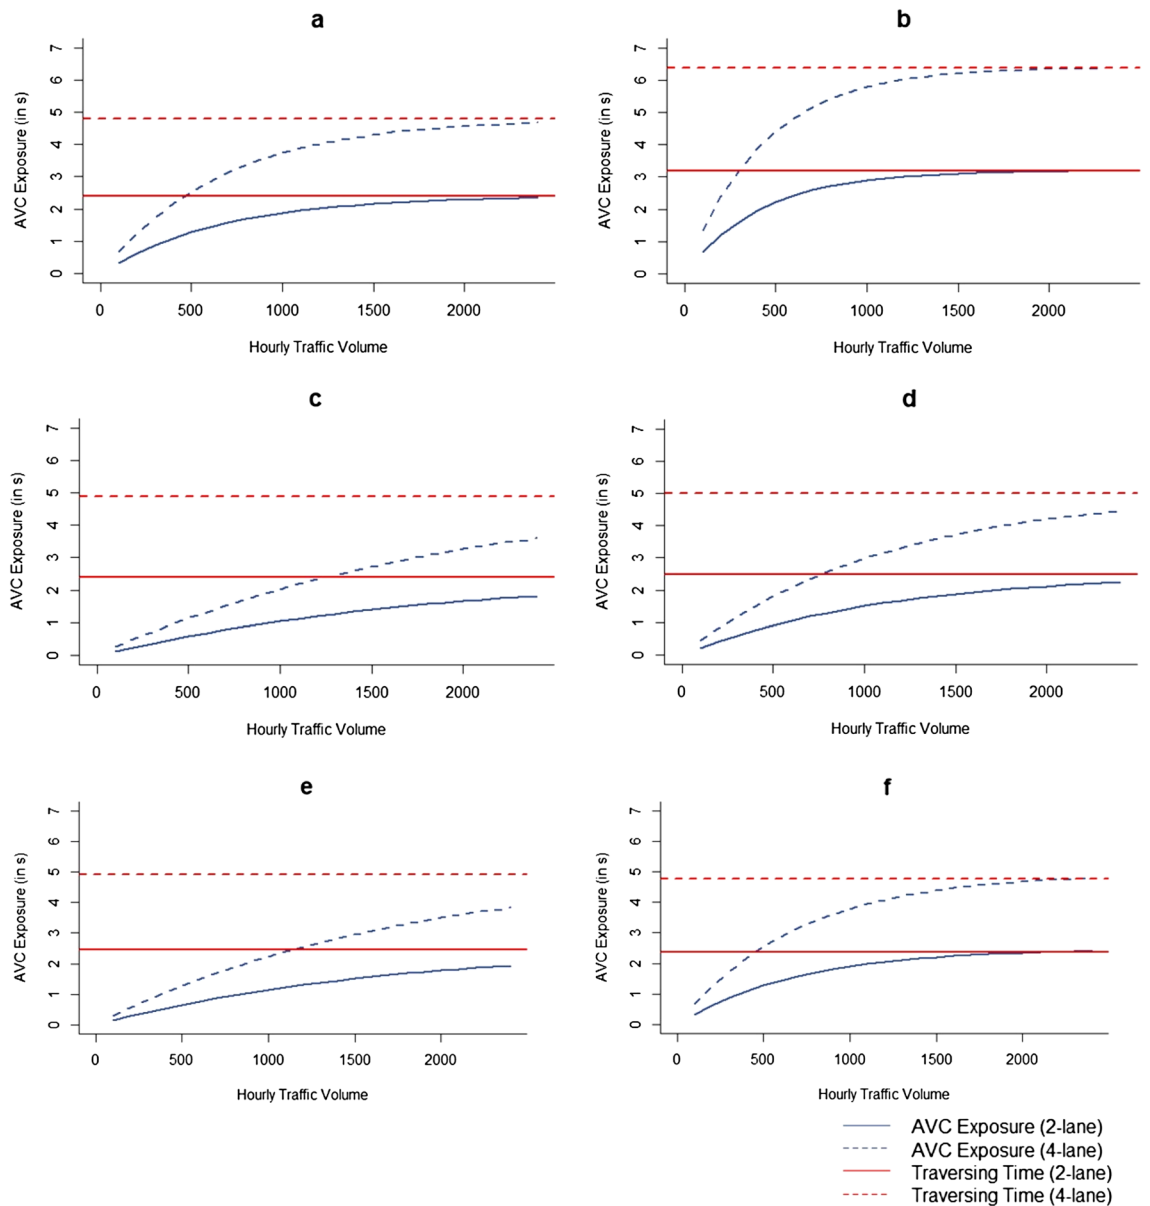 a
AVC Exposure (in s)
7
6
5
4
3
2
1
0
0 500 1000 1500 2000
Hourly Traffic Volume
b
AVC Exposure (in s)
7
6
5
4
3
2
1
0
0 500 1000 1500 2000
Hourly Traffic Volume
c
AVC Exposure (in s)
7
6
5
4
3
2
1
0
0 500 1000 1500 2000
Hourly Traffic Volume
d
AVC Exposure (in s)
7
6
5
4
3
2
1
0
0 500 1000 1500 2000
Hourly Traffic Volume
e
AVC Exposure (in s)
7
6
5
4
3
2
1
0
0 500 1000 1500 2000
Hourly Traffic Volume
f
AVC Exposure (in s)
7
6
5
4
3
2
1
0
0 500 1000 1500 2000
Hourly Traffic Volume
AVC Exposure (2-lane)
AVC Exposure (4-lane)
Traversing Time (2-lane)
Traversing Time (4-lane)